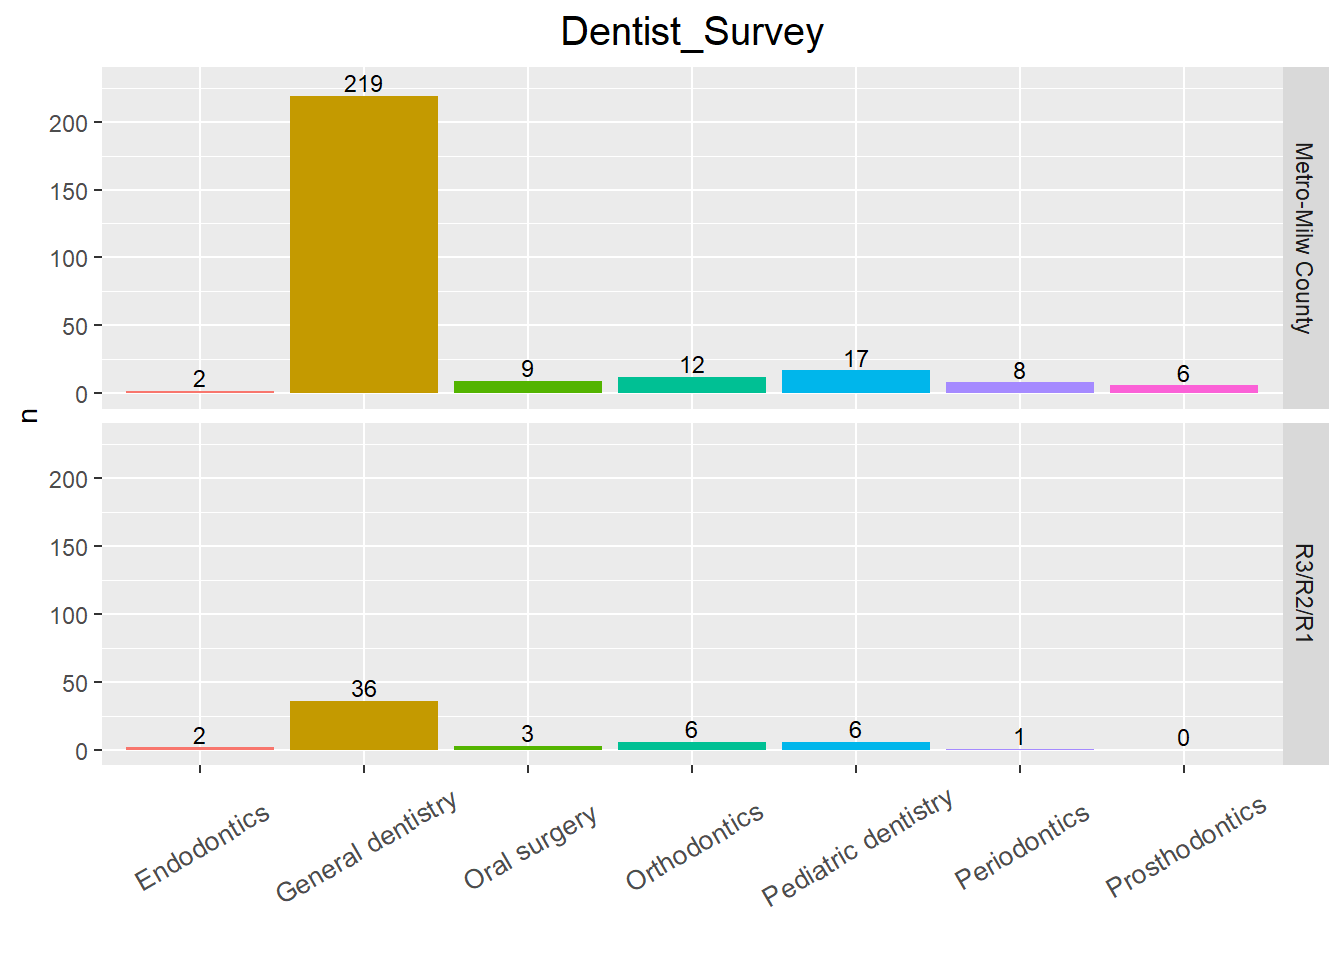 Dentist_Survey
n
200
150
100
50
0
2
219
9
12
17
8
6
Metro-Milw County
200
150
100
50
0
2
36
3
6
6
1
0
R3/R2/R1
Endodontics
General dentistry
Oral surgery
Orthodontics
Pediatric dentistry
Periodontics
Prosthodontics